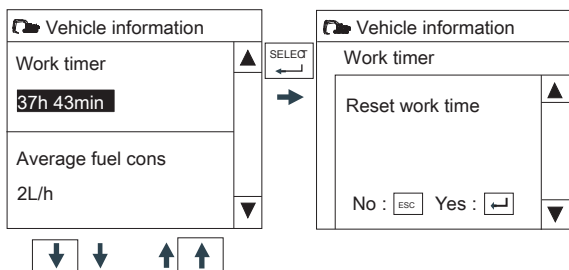 Vehicle information
Work timer
37h 43min
Average fuel cons
2L/h
SELECT
Vehicle information
Work timer
Reset work time
No : ESC Yes :